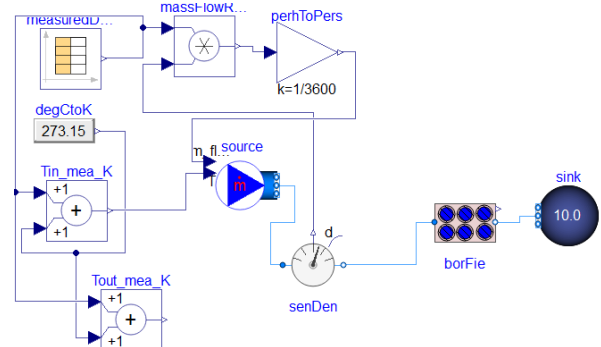 measuredD...
massFlowR...
perhToPers
k=1/3600
degCtoK
273.15
m_fl...
source
ṁ
Tin_mea_K
+1
+
+1
sink
10.0
d
borFie
senDen
Tout_mea_K
+1
+
+1